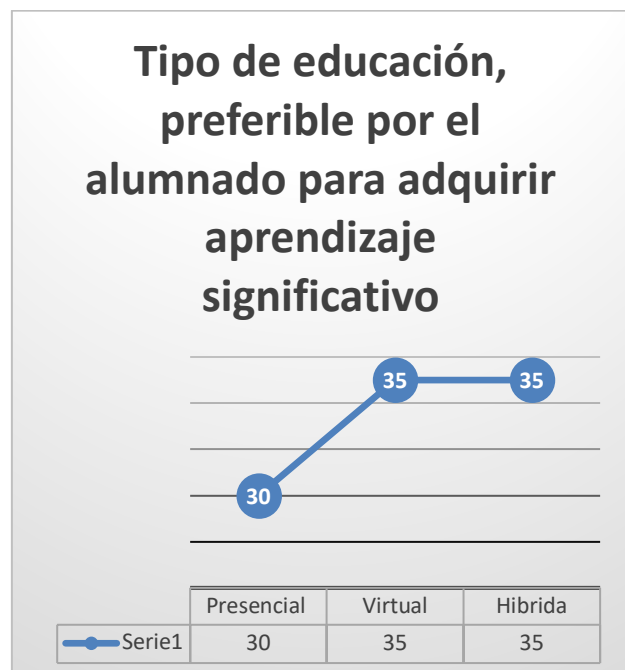 Tipo de educación,
preferible por el
alumnado para adquirir
aprendizaje
significativo
35 35
30
Presencial Virtual Hibrida
Serie1 30 35 35